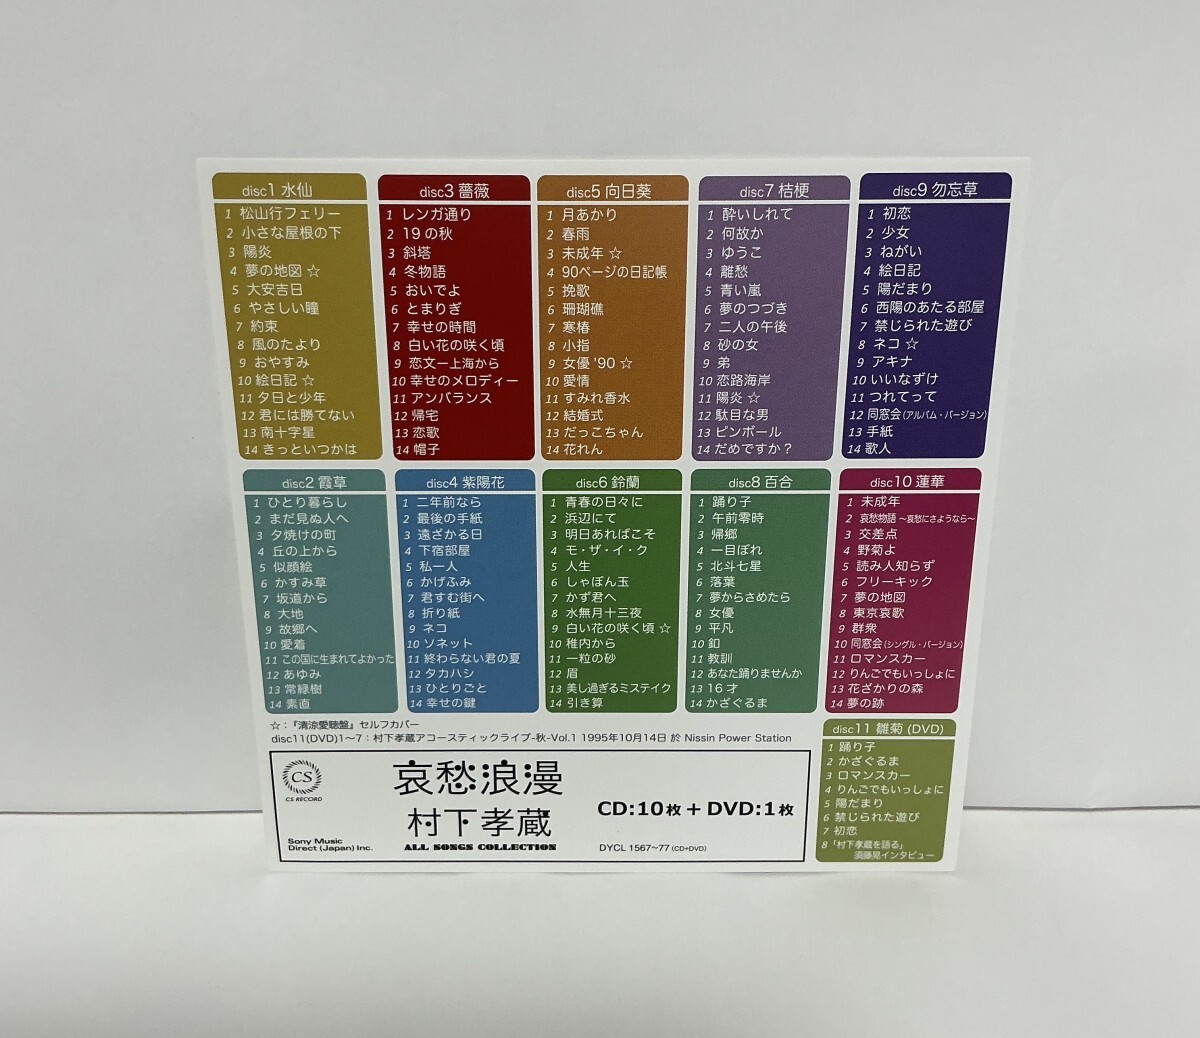 disc1 水仙
1 松山行フェリー
2 小さな屋根の下
3 陽炎
4 夢の地図 ☆
5 大安吉日
6 やさしい瞳
7 約束
8 風のたより
9 おやすみ
10 絵日記 ☆
11 夕日と少年
12 君には勝てない
13 南十字星
14 きっといつかは
disc3 薔薇
1 レンガ通り
2 19の秋
3 斜塔
4 冬物語
5 おいでよ
6 とまりぎ
7 幸せの時間
8 白い花の咲く頃
9 恋文ー上海から
10 幸せのメロディー
11 アンバランス
12 帰宅
13 恋歌
14 帽子
disc5 向日葵
1 月あかり
2 春雨
3 未成年 ☆
4 90ページの日記帳
5 挽歌
6 珊瑚礁
7 寒椿
8 小指
9 女優 '90 ☆
10 愛情
11 すみれ香水
12 結婚式
13 だっこちゃん
14 花れん
disc7 桔梗
1 酔いしれて
2 何故か
3 ゆうこ
4 離愁
5 青い嵐
6 夢のつづき
7 二人の午後
8 砂の女
9 弟
10 恋路海岸
11 陽炎 ☆
12 駄目な男
13 ピンボール
14 だめですか?
disc9 勿忘草
1 初恋
2 少女
3 ねがい
4 絵日記
5 陽だまり
6 西陽のあたる部屋
7 禁じられた遊び
8 ネコ ☆
9 アキナ
10 いいなずけ
11 つれてって
12 同窓会(アルバム・バージョン)
13 手紙
14 歌人
disc2 霞草
1 ひとり暮らし
2 まだ見ぬ人へ
3 夕焼けの町
4 丘の上から
5 似顔絵
6 かすみ草
7 坂道から
8 大地
9 故郷へ
10 愛着
11 この国に生まれてよかった
12 あゆみ
13 常緑樹
14 素直
disc4 紫陽花
1 二年前なら
2 最後の手紙
3 遠ざかる日
4 下宿部屋
5 私一人
6 かげふみ
7 君すむ街へ
8 折り紙
9 ネコ
10 ソネット
11 終わらない君の夏
12 タカハシ
13 ひとりごと
14 幸せの鍵
disc6 鈴蘭
1 青春の日々に
2 浜辺にて
3 明日あればこそ
4 モ・ザ・イ・ク
5 人生
6 しゃぼん玉
7 かず君へ
8 水無月十三夜
9 白い花の咲く頃 ☆
10 稚内から
11 一粒の砂
12 眉
13 美し過ぎるミステイク
14 引き算
disc8 百合
1 踊り子
2 午前零時
3 帰郷
4 一目ぼれ
5 北斗七星
6 落葉
7 夢からさめたら
8 女優
9 平凡
10 釦
11 教訓
12 あなた踊りませんか
13 16才
14 かざぐるま
disc10 蓮華
1 未成年
2 哀愁物語 〜哀愁にさようなら〜
3 交差点
4 野菊よ
5 読み人知らず
6 フリーキック
7 夢の地図
8 東京哀歌
9 群衆
10 同窓会(シングル・バージョン)
11 ロマンスカー
12 りんごでもいっしょに
13 花ざかりの森
14 夢の跡
☆:『清涼愛聴盤』セルフカバー
disc11(DVD)1〜7:村下孝蔵アコースティックライブ-秋-Vol.1 1995年10月14日 於 Nissin Power Station
disc11 雛菊 (DVD)
1 踊り子
2 かざぐるま
3 ロマンスカー
4 りんごでもいっしょに
5 陽だまり
6 禁じられた遊び
7 初恋
8 「村下孝蔵を語る」
須藤晃インタビュー
CS
CS RECORD
Sony Music
Direct (Japan) Inc.
哀愁浪漫
村下孝蔵
ALL SONGS COLLECTION
CD:10枚+DVD:1枚
DYCL 1567~77 (CD+DVD)